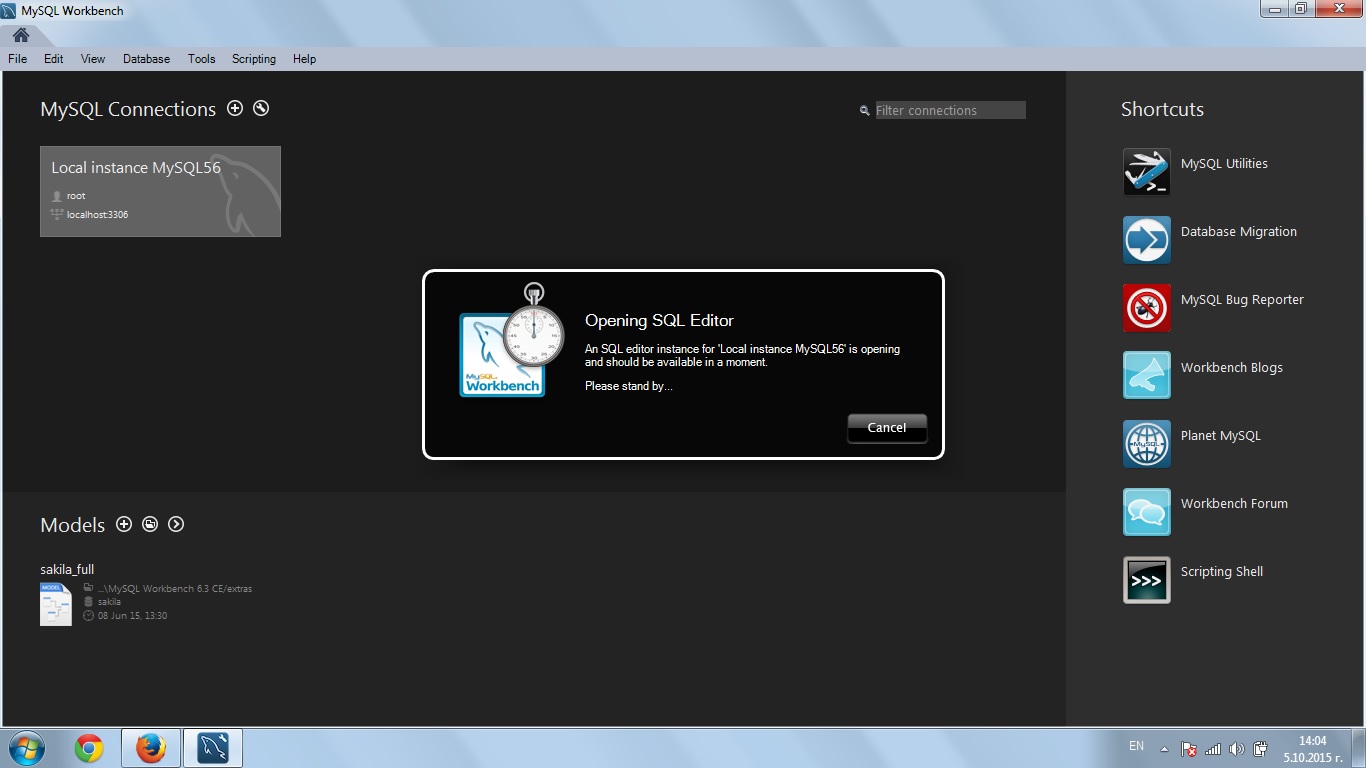 MySQL Workbench
File Edit View Database Tools Scripting Help
MySQL Connections
Filter connections
Local instance MySQL56
root
localhost:3306
Shortcuts
MySQL Utilities
Database Migration
MySQL Bug Reporter
Workbench Blogs
Planet MySQL
MySQL
Workbench Forum
>>>
Scripting Shell
MySQL
Workbench
Opening SQL Editor
An SQL editor instance for 'Local instance MySQL56' is opening
and should be available in a moment.
Please stand by...
Cancel
Models
sakila_full
MODEL
...\MySQL Workbench 6.3 CE/extras
sakila
08 Jun 15, 13:30
EN
14:04
5.10.2015 г.